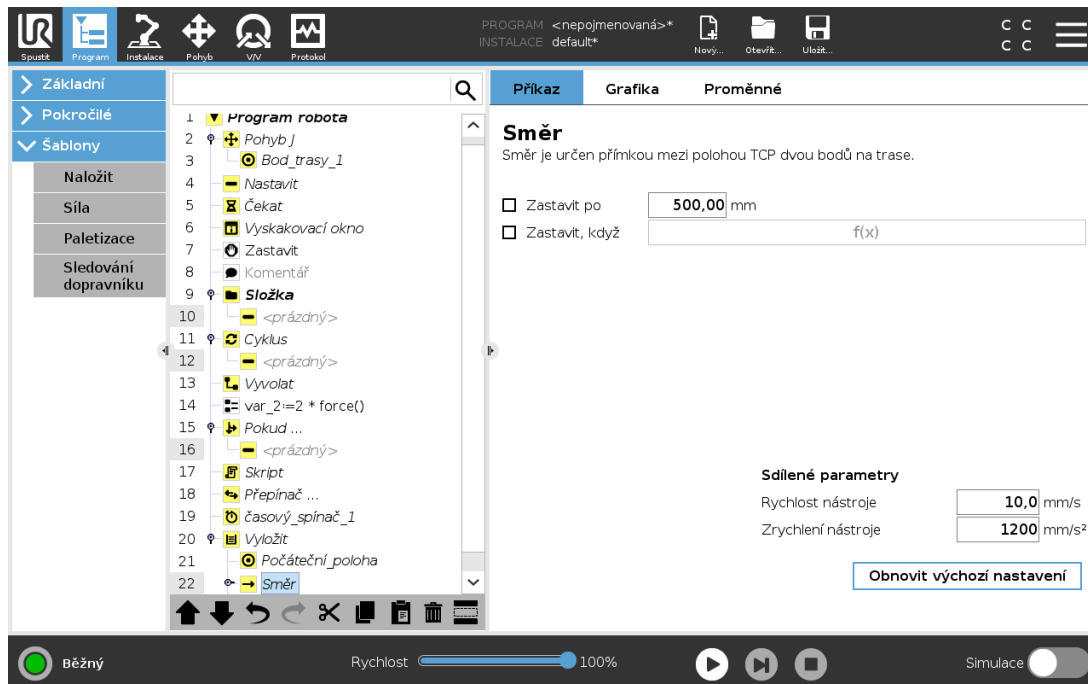 PROGRAM <nepojmenovaná>*
INSTALACE default*
Spustit
Program
Instalace
Pohyb
V/V
Protokol
Nový...
Otevřít...
Uložit...
C C
C C
Základní
Pokročilé
Šablony
Naložit
Síla
Paletizace
Sledování
dopravníku
1 Program robota
2 Pohyb J
3 Bod_trasy_1
4 Nastavit
5 Čekat
6 Vyskakovací okno
7 Zastavit
8 Komentář
9 Složka
10 <prázdný>
11 Cyklus
12 <prázdný>
13 Vyvolat
14 var_2≔2 * force()
15 Pokud ...
16 <prázdný>
17 Skript
18 Přepínač ...
19 časový_spínač_1
20 Vyložit
21 Počáteční_poloha
22 Směr
Příkaz
Grafika
Proměnné
Směr
Směr je určen přímkou mezi polohou TCP dvou bodů na trase.
Zastavit po 500,00 mm
Zastavit, když f(x)
Sdílené parametry
Rychlost nástroje 10,0 mm/s
Zrychlení nástroje 1200 mm/s²
Obnovit výchozí nastavení
Běžný
Rychlost 100%
Simulace